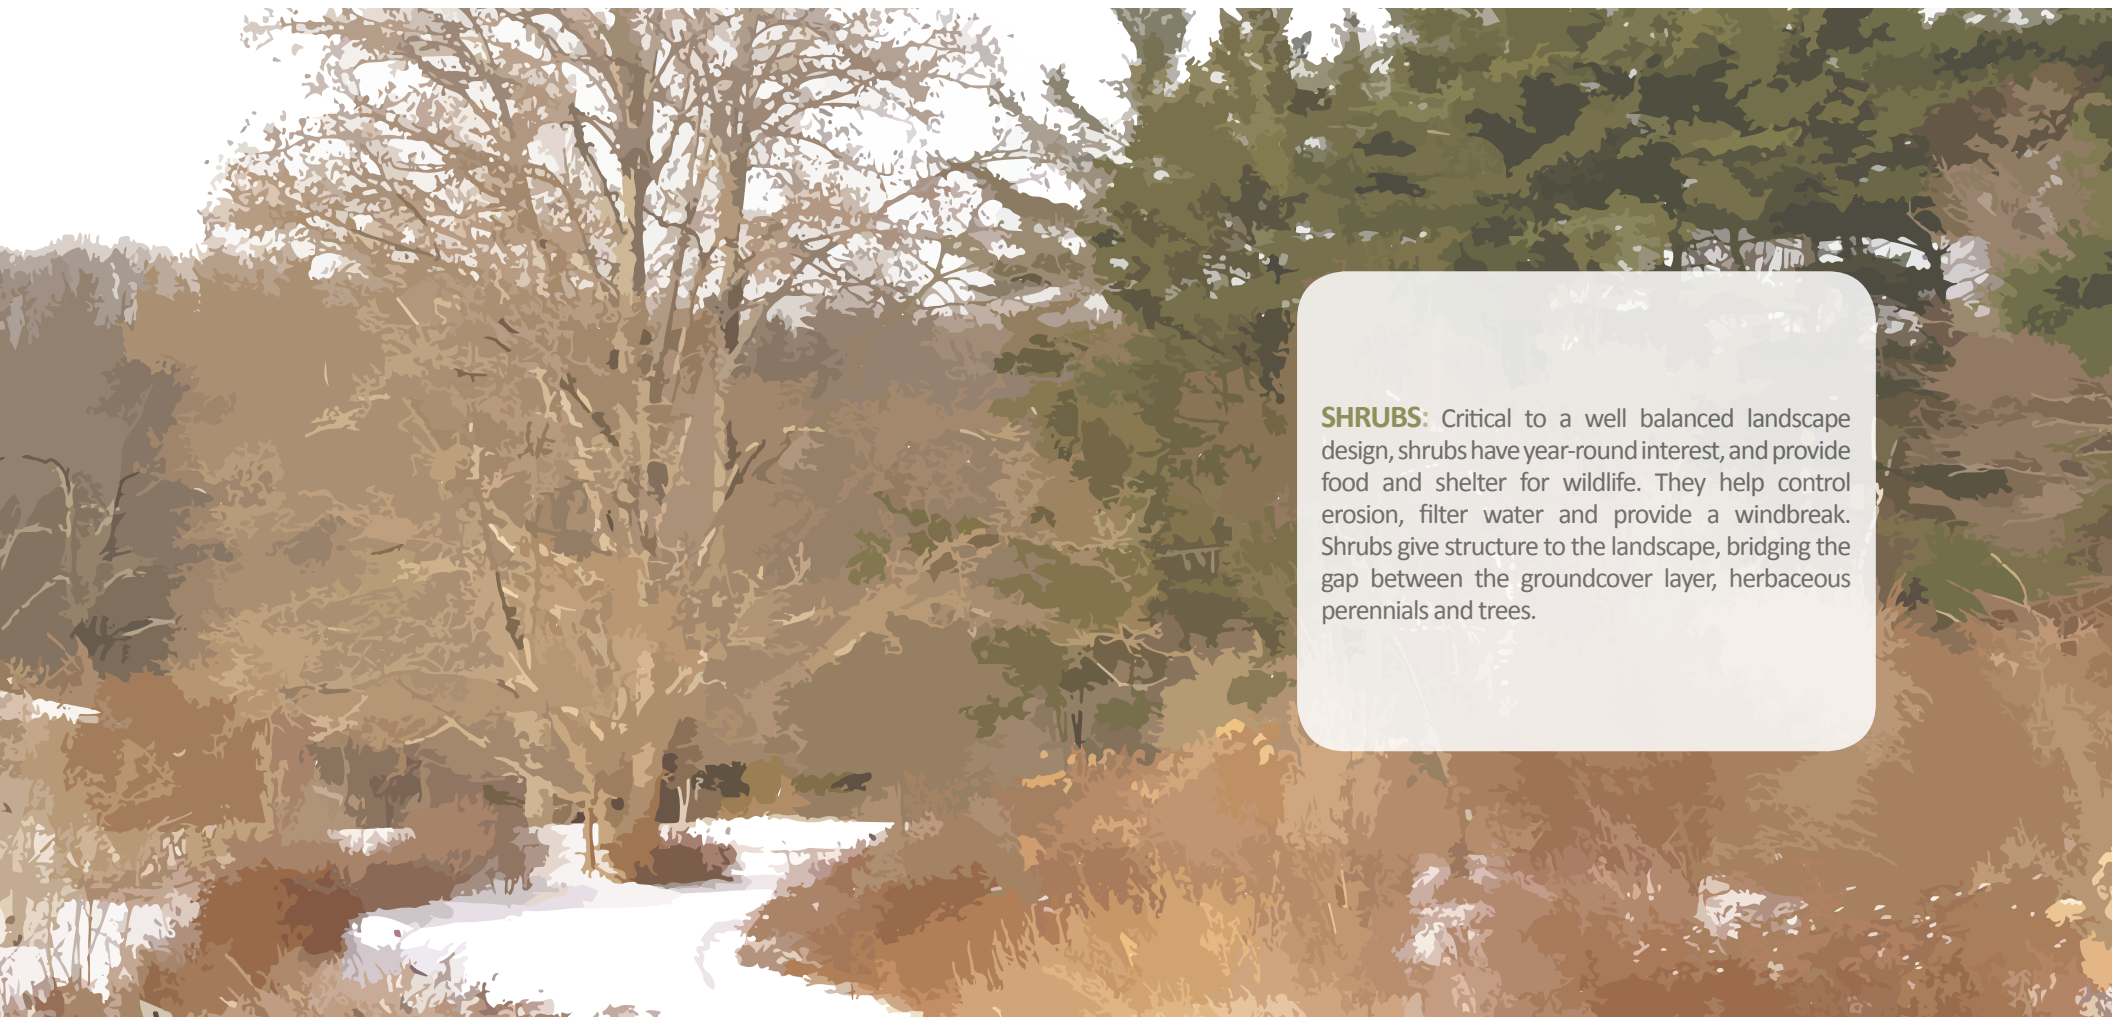 SHRUBS: Critical to a well balanced landscape
design, shrubs have year-round interest, and provide
food and shelter for wildlife. They help control
erosion, filter water and provide a windbreak.
Shrubs give structure to the landscape, bridging the
gap between the groundcover layer, herbaceous
perennials and trees.